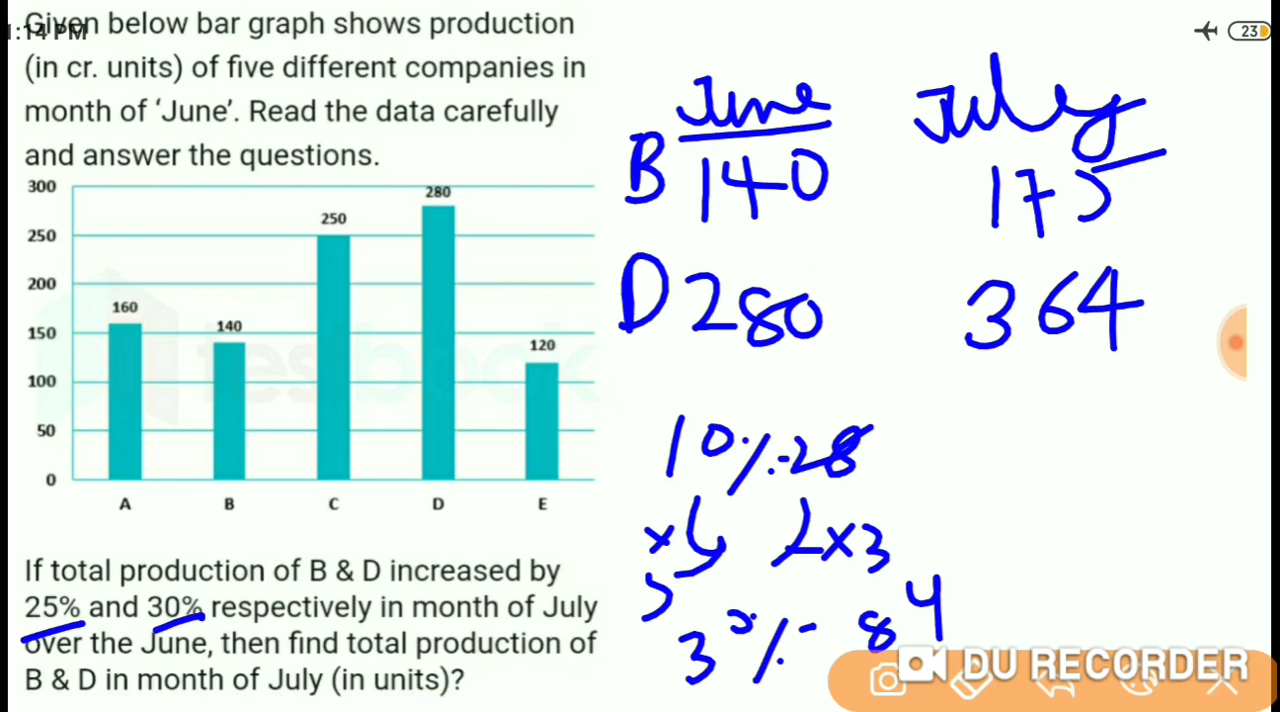 1:14 PM
23
Given below bar graph shows production
(in cr. units) of five different companies in
month of ‘June’. Read the data carefully
and answer the questions.
300
250
200
150
100
50
0
160
140
250
280
120
A B C D E
If total production of B & D increased by
25% and 30% respectively in month of July
over the June, then find total production of
B & D in month of July (in units)?
June July
B 140 175
D 280 364
10%-28
×3 ×3
30%- 84
DU RECORDER